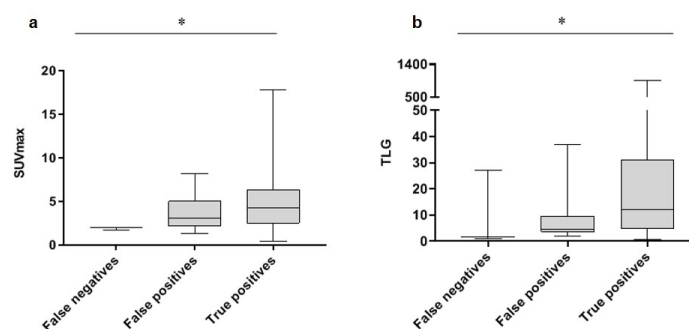 a
*
SUVmax
20
15
10
5
0
False negatives
False positives
True positives
b
*
TLG
1400
500
50
40
30
20
10
0
False negatives
False positives
True positives